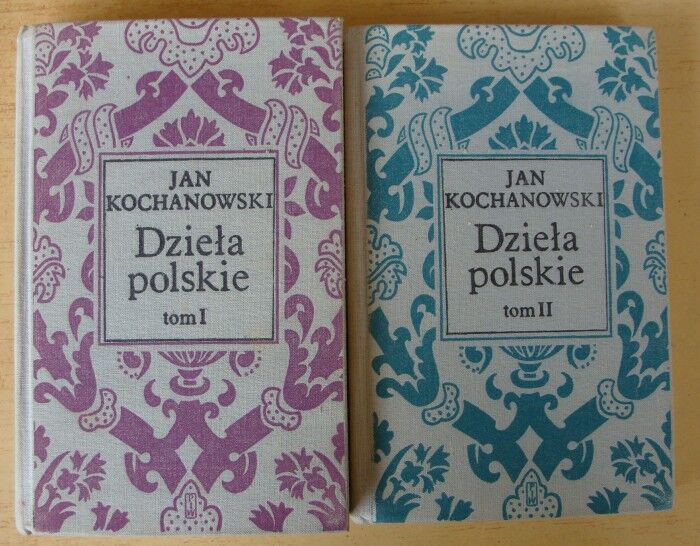 JAN
KOCHANOWSKI
Dzieła
polskie
tom I
JAN
KOCHANOWSKI
Dzieła
polskie
tom II